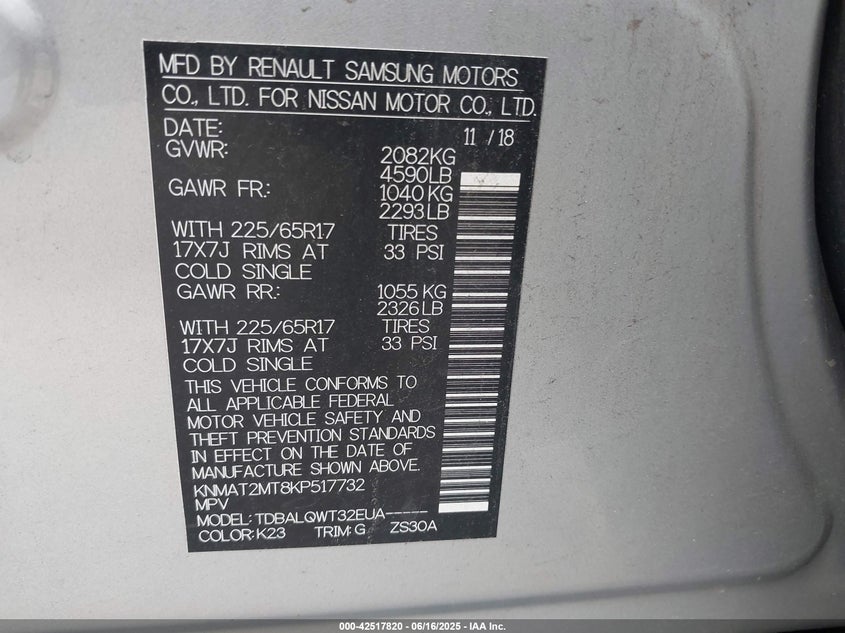 MFD BY RENAULT SAMSUNG MOTORS
CO., LTD. FOR NISSAN MOTOR CO., LTD.
DATE: 11 / 18
GVWR: 2082KG
4590LB
GAWR FR.: 1040 KG
2293 LB
WITH 225/65R17 TIRES
17X7J RIMS AT 33 PSI
COLD SINGLE
GAWR RR.: 1055 KG
2326 LB
WITH 225/65R17 TIRES
17X7J RIMS AT 33 PSI
COLD SINGLE
THIS VEHICLE CONFORMS TO
ALL APPLICABLE FEDERAL
MOTOR VEHICLE SAFETY AND
THEFT PREVENTION STANDARDS
IN EFFECT ON THE DATE OF
MANUFACTURE SHOWN ABOVE.
KNMAT2MT8KP517732
MPV
MODEL: TDBALQWT32EUA-----
COLOR: K23 TRIM: G ZS30A
000-42517820 - 06/16/2025 - IAA Inc.